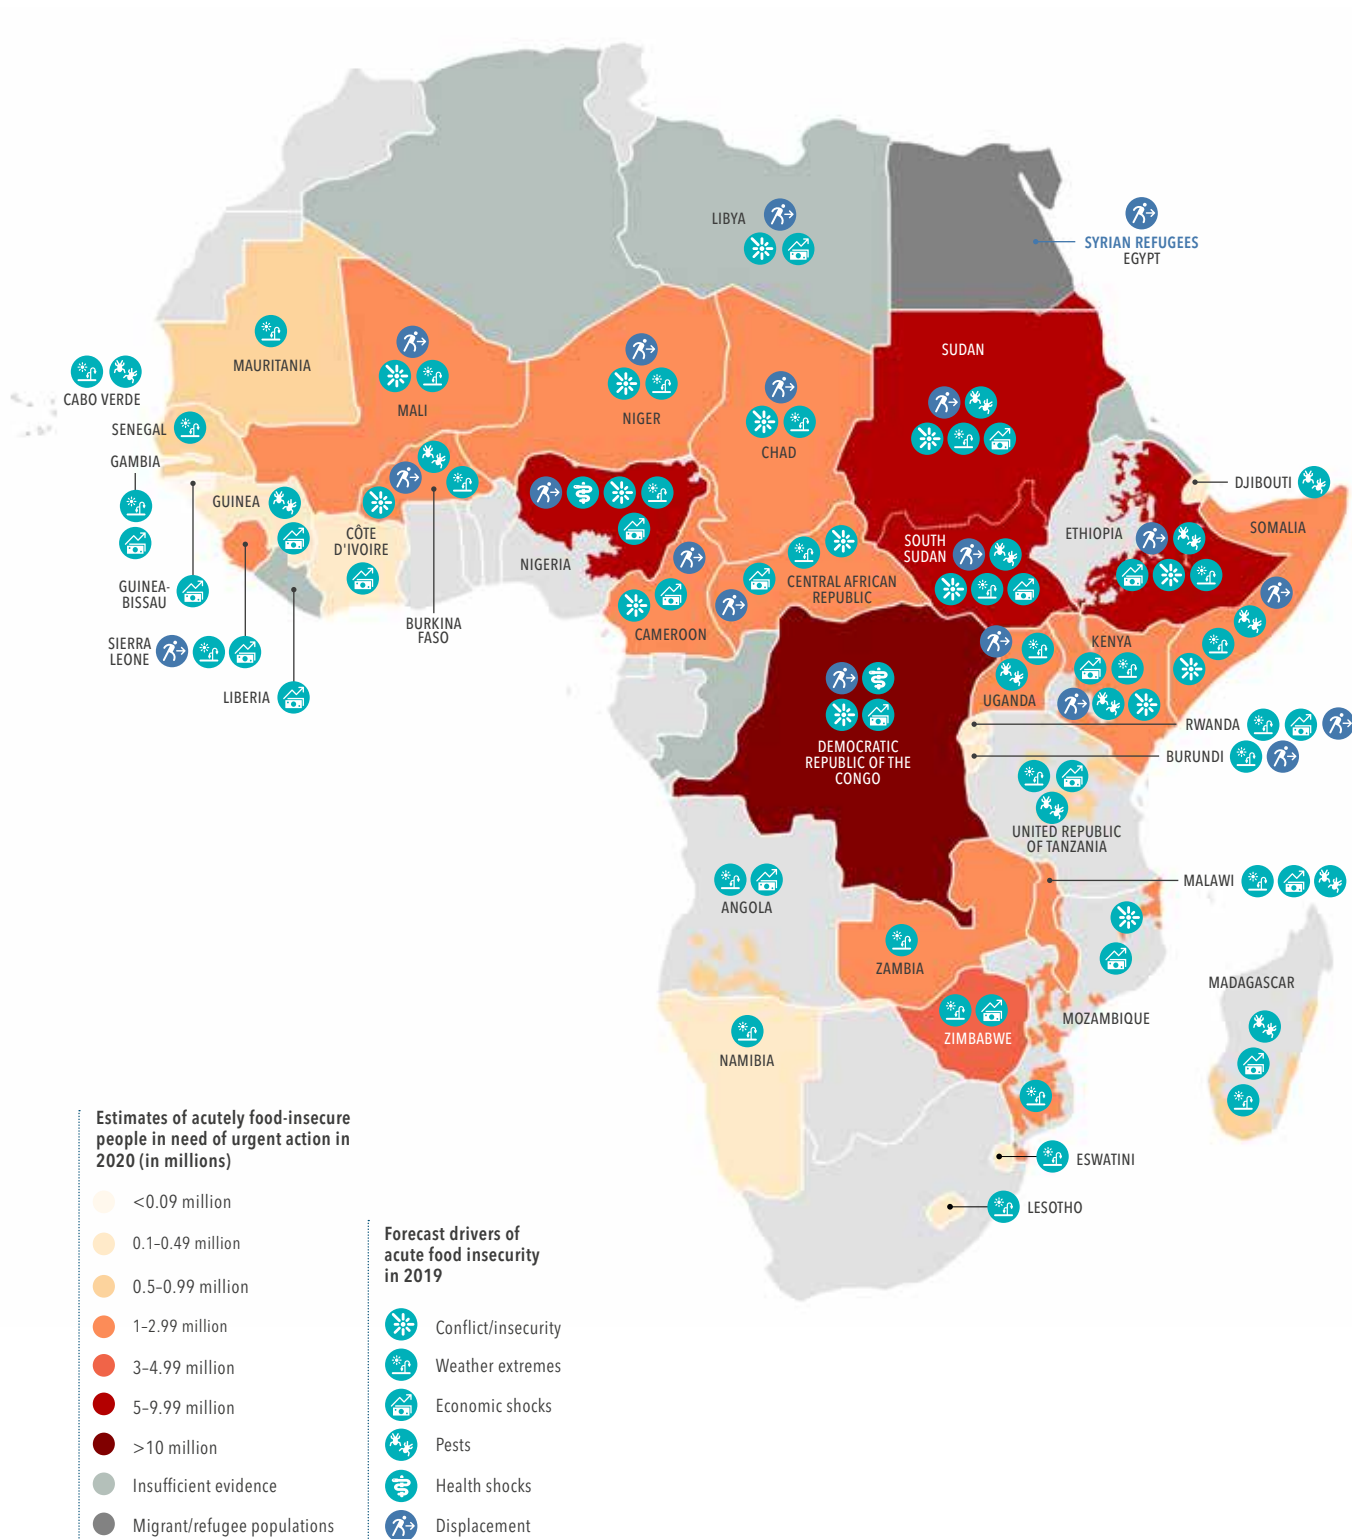 LIBYA
SYRIAN REFUGEES
EGYPT
MAURITANIA
MALI
NIGER
CHAD
SUDAN
CABO VERDE
SENEGAL
GAMBIA
GUINEA
CÔTE
D'IVOIRE
GUINEA-
BISSAU
SIERRA
LEONE
LIBERIA
BURKINA
FASO
NIGERIA
CAMEROON
CENTRAL AFRICAN
REPUBLIC
SOUTH
SUDAN
ETHIOPIA
DJIBOUTI
SOMALIA
UGANDA
KENYA
RWANDA
BURUNDI
DEMOCRATIC
REPUBLIC OF THE
CONGO
UNITED REPUBLIC
OF TANZANIA
ANGOLA
MALAWI
ZAMBIA
MADAGASCAR
MOZAMBIQUE
ZIMBABWE
NAMIBIA
ESWATINI
LESOTHO
Estimates of acutely food-insecure
people in need of urgent action in
2020 (in millions)
<0.09 million
0.1–0.49 million
0.5–0.99 million
1–2.99 million
3–4.99 million
5–9.99 million
>10 million
Insufficient evidence
Migrant/refugee populations
Forecast drivers of
acute food insecurity
in 2019
Conflict/insecurity
Weather extremes
Economic shocks
Pests
Health shocks
Displacement